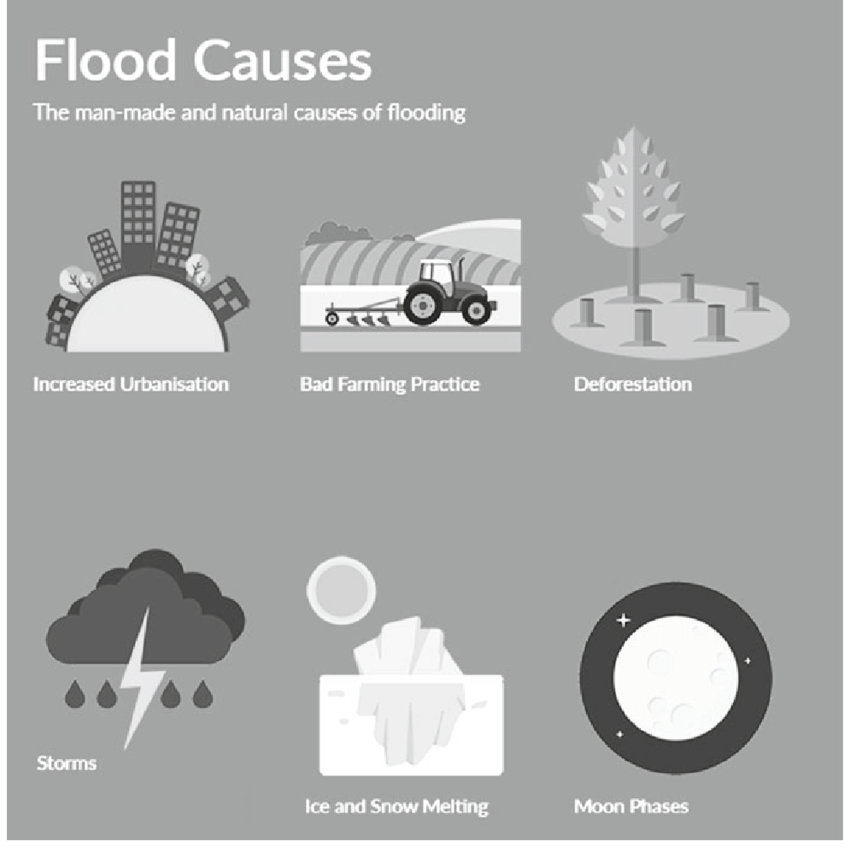 Flood Causes
The man-made and natural causes of flooding
Increased Urbanisation
Bad Farming Practice
Deforestation
Storms
Ice and Snow Melting
Moon Phases